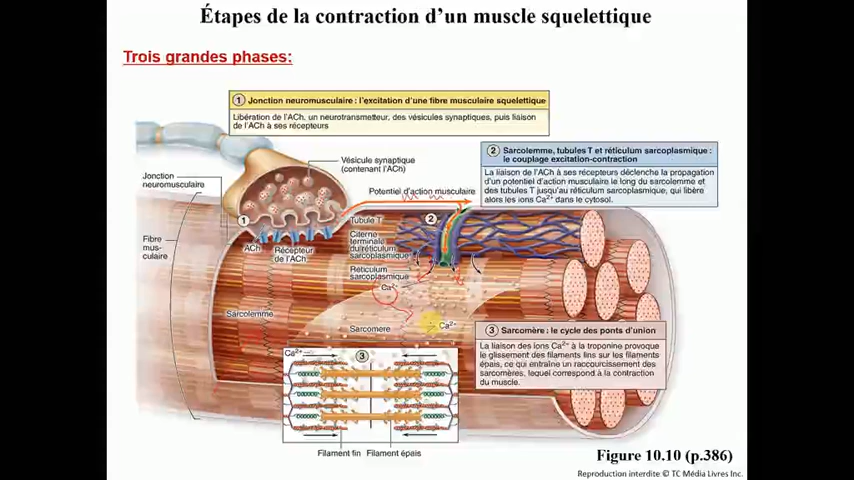 Étapes de la contraction d'un muscle squelettique
Trois grandes phases:
1 Jonction neuromusculaire : l'excitation d'une fibre musculaire squelettique
Libération de l'ACh, un neurotransmetteur, des vésicules synaptiques, puis liaison
de l'ACh à ses récepteurs
2 Sarcolemme, tubules T et réticulum sarcoplasmique :
le couplage excitation-contraction
La liaison de l'ACh à ses récepteurs déclenche la propagation
d'un potentiel d'action musculaire le long du sarcolemme et
des tubules T jusqu'au réticulum sarcoplasmique, qui libère
alors les ions Ca²⁺ dans le cytosol.
Vésicule synaptique
(contenant l'ACh)
Jonction
neuromusculaire
Potentiel d'action musculaire
1
Tubule T
2
Fibre
mus-
culaire
Citerne
terminale
du réticulum
sarcoplasmique
ACh
Récepteur
de l'ACh
Réticulum
sarcoplasmique
Ca²⁺
Sarcolemme
Sarcomère
Ca²⁺
3 Sarcomère : le cycle des ponts d'union
La liaison des ions Ca²⁺ à la troponine provoque
le glissement des filaments fins sur les filaments
épais, ce qui entraîne un raccourcissement des
sarcomères, lequel correspond à la contraction
du muscle.
Ca²⁺
3
Filament fin
Filament épais
Figure 10.10 (p.386)
Reproduction interdite © TC Média Livres Inc.